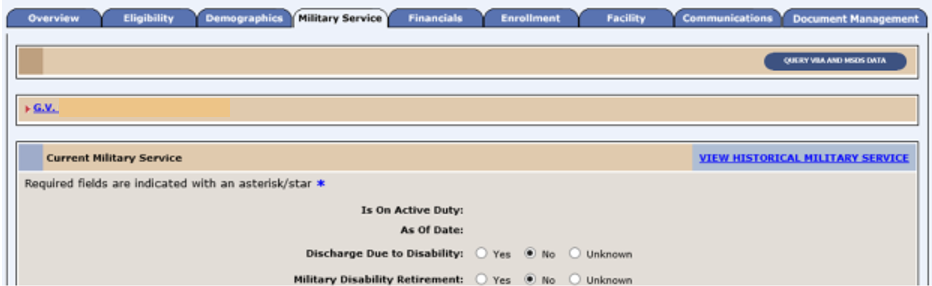 Overview Eligibility Demographics Military Service Financials Enrollment Facility Communications Document Management
QUERY VBA AND MSDS DATA
G.V.
Current Military Service VIEW HISTORICAL MILITARY SERVICE
Required fields are indicated with an asterisk/star *
Is On Active Duty:
As Of Date:
Discharge Due to Disability: Yes No Unknown
Military Disability Retirement: Yes No Unknown